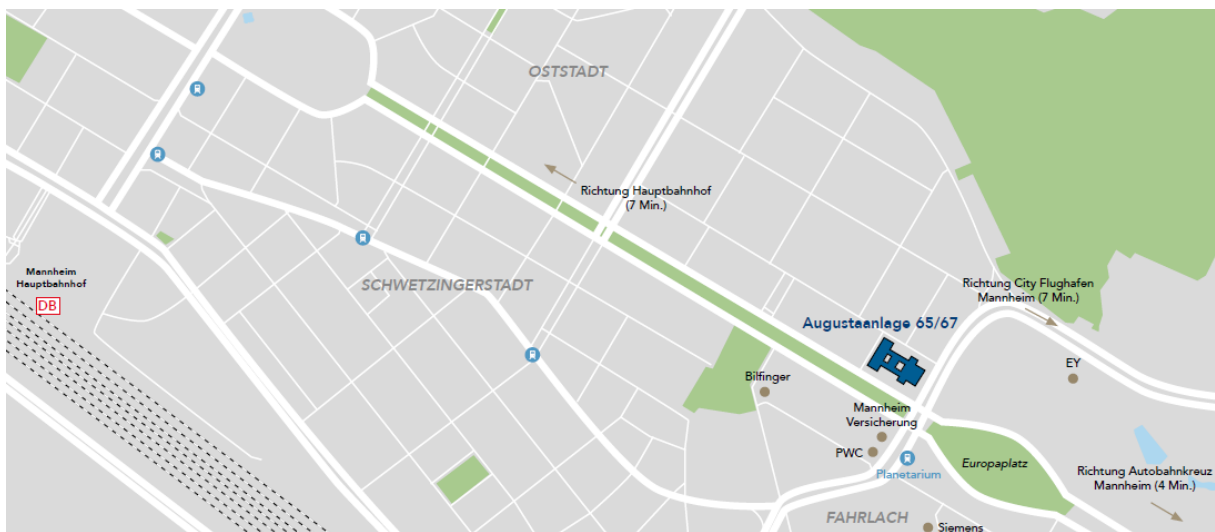 OSTSTADT
Richtung Hauptbahnhof
(7 Min.)
Mannheim
Hauptbahnhof
DB
SCHWETZINGERSTADT
Richtung City Flughafen
Mannheim (7 Min.)
Augustaanlage 65/67
EY
Bilfinger
Mannheim
Versicherung
PWC
Planetarium
Europaplatz
Richtung Autobahnkreuz
Mannheim (4 Min.)
FAHRLACH
Siemens